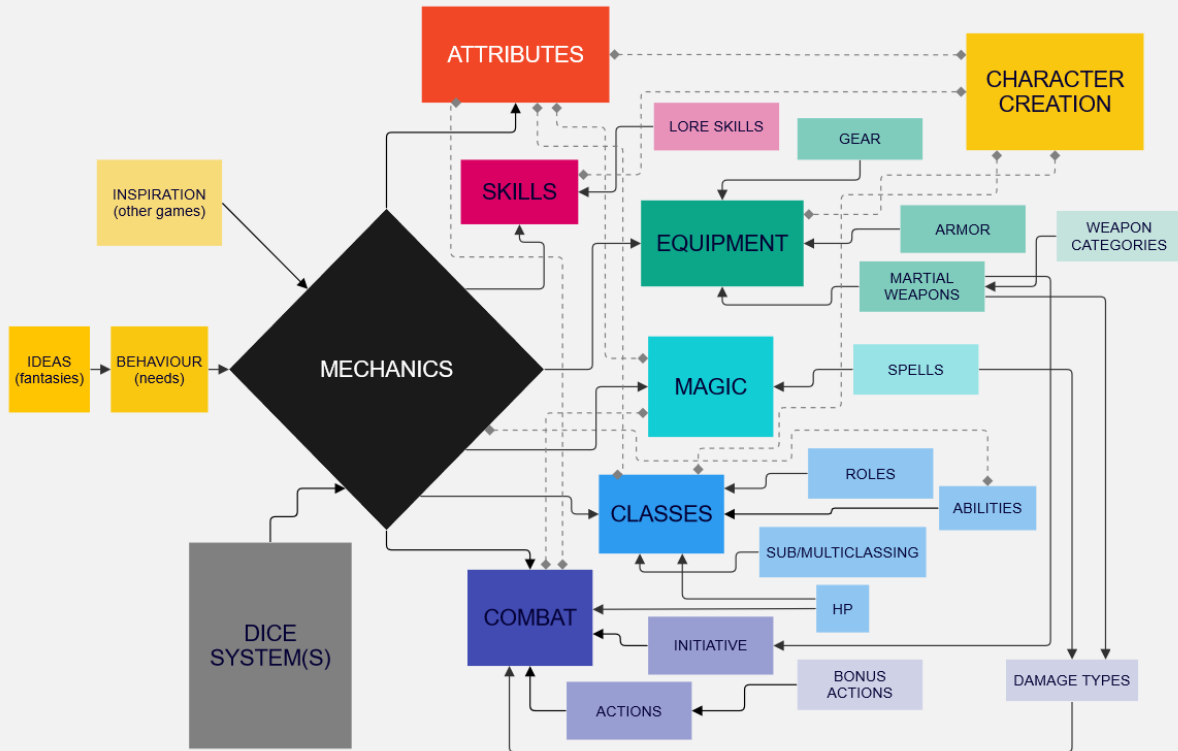 ATTRIBUTES
CHARACTER
CREATION
LORE SKILLS
GEAR
INSPIRATION
(other games)
SKILLS
EQUIPMENT
ARMOR
WEAPON
CATEGORIES
MARTIAL
WEAPONS
IDEAS
(fantasies)
BEHAVIOUR
(needs)
MECHANICS
MAGIC
SPELLS
ROLES
CLASSES
ABILITIES
SUB/MULTICLASSING
HP
COMBAT
DICE
SYSTEM(S)
INITIATIVE
BONUS
ACTIONS
DAMAGE TYPES
ACTIONS